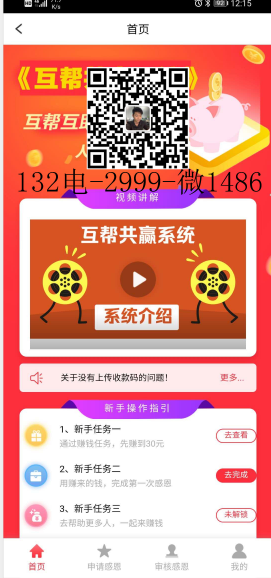 12:15
首页
《互帮共
》
互帮互
人
132电-2999-微1486
视频讲解
互帮共赢系统
系统介绍
关于没有上传收款码的问题! 更多...
新手操作指引
1、新手任务一
通过赚钱任务，先赚到30元
去查看
2、新手任务二
用赚来的钱，完成第一次感恩
去完成
3、新手任务三
去帮助更多人，一起来赚钱
未解锁
首页 申请感恩 审核感恩 我的